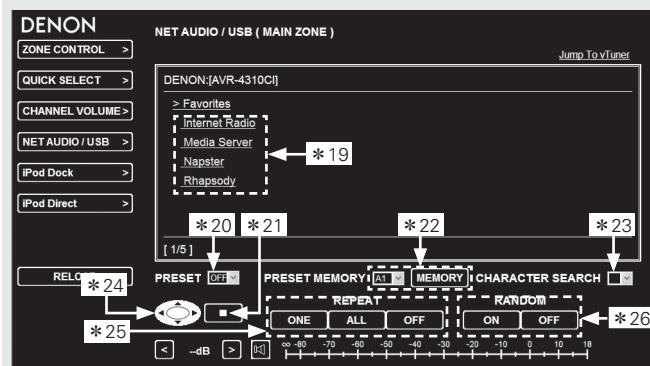 DENON
NET AUDIO / USB ( MAIN ZONE )
ZONE CONTROL >
Jump To vTuner
QUICK SELECT >
DENON:[AVR-4310CI]
CHANNEL VOLUME >
> Favorites
Internet Radio
Media Server
NET AUDIO / USB >
*19
Napster
iPod Dock >
Rhapsody
iPod Direct >
*20 *21 *22 *23
[ 1/5 ]
PRESET OFF PRESET MEMORY A1 MEMORY CHARACTER SEARCH
*24
REPEAT RANDOM
ONE ALL OFF ON OFF
*25 *26
< --dB >
∞ -80 -70 -60 -50 -40 -30 -20 -10 0 10 18